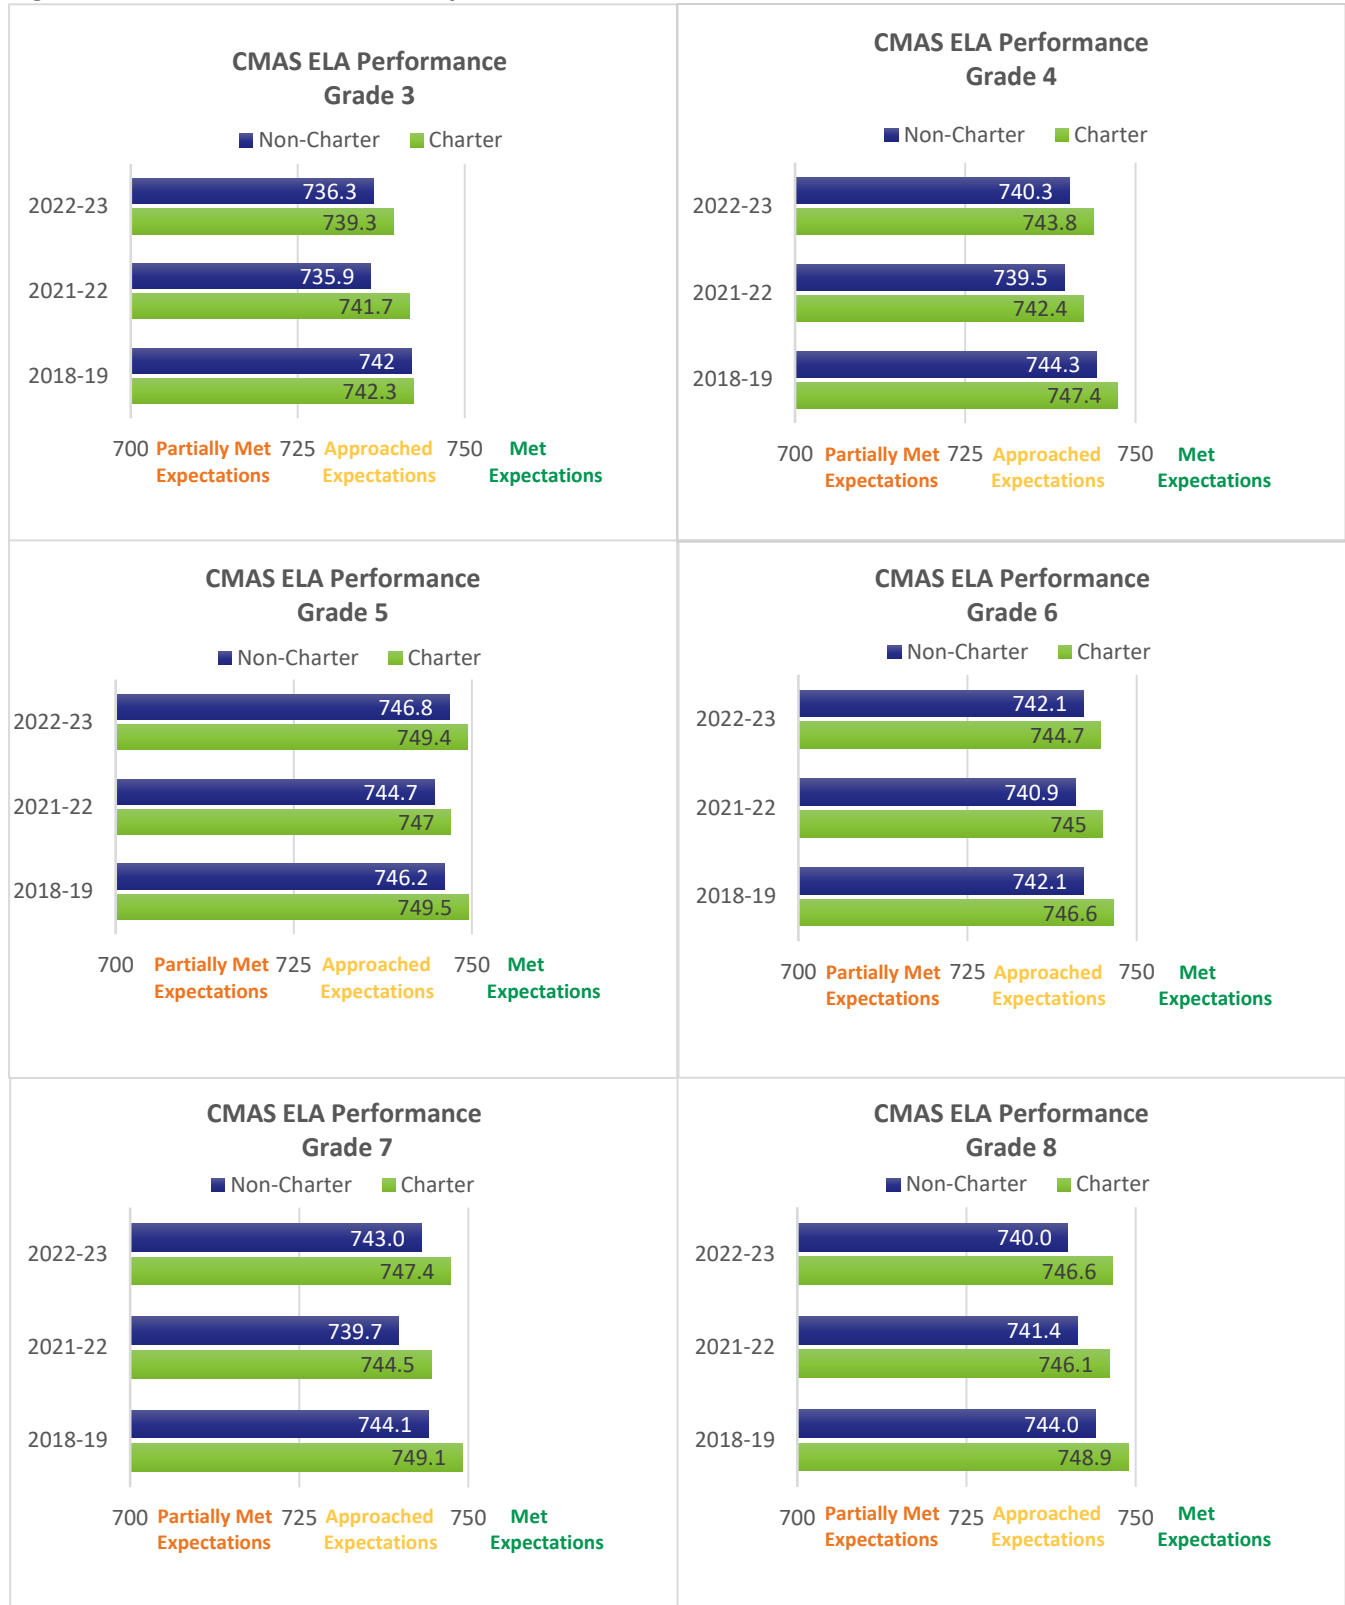 CMAS ELA Performance
Grade 3
Non-Charter Charter
2022-23 736.3
739.3
2021-22 735.9
741.7
2018-19 742
742.3
700 Partially Met 725 Approached 750 Met
Expectations Expectations Expectations
CMAS ELA Performance
Grade 4
Non-Charter Charter
2022-23 740.3
743.8
2021-22 739.5
742.4
2018-19 744.3
747.4
700 Partially Met 725 Approached 750 Met
Expectations Expectations Expectations
CMAS ELA Performance
Grade 5
Non-Charter Charter
2022-23 746.8
749.4
2021-22 744.7
747
2018-19 746.2
749.5
700 Partially Met 725 Approached 750 Met
Expectations Expectations Expectations
CMAS ELA Performance
Grade 6
Non-Charter Charter
2022-23 742.1
744.7
2021-22 740.9
745
2018-19 742.1
746.6
700 Partially Met 725 Approached 750 Met
Expectations Expectations Expectations
CMAS ELA Performance
Grade 7
Non-Charter Charter
2022-23 743.0
747.4
2021-22 739.7
744.5
2018-19 744.1
749.1
700 Partially Met 725 Approached 750 Met
Expectations Expectations Expectations
CMAS ELA Performance
Grade 8
Non-Charter Charter
2022-23 740.0
746.6
2021-22 741.4
746.1
2018-19 744.0
748.9
700 Partially Met 725 Approached 750 Met
Expectations Expectations Expectations